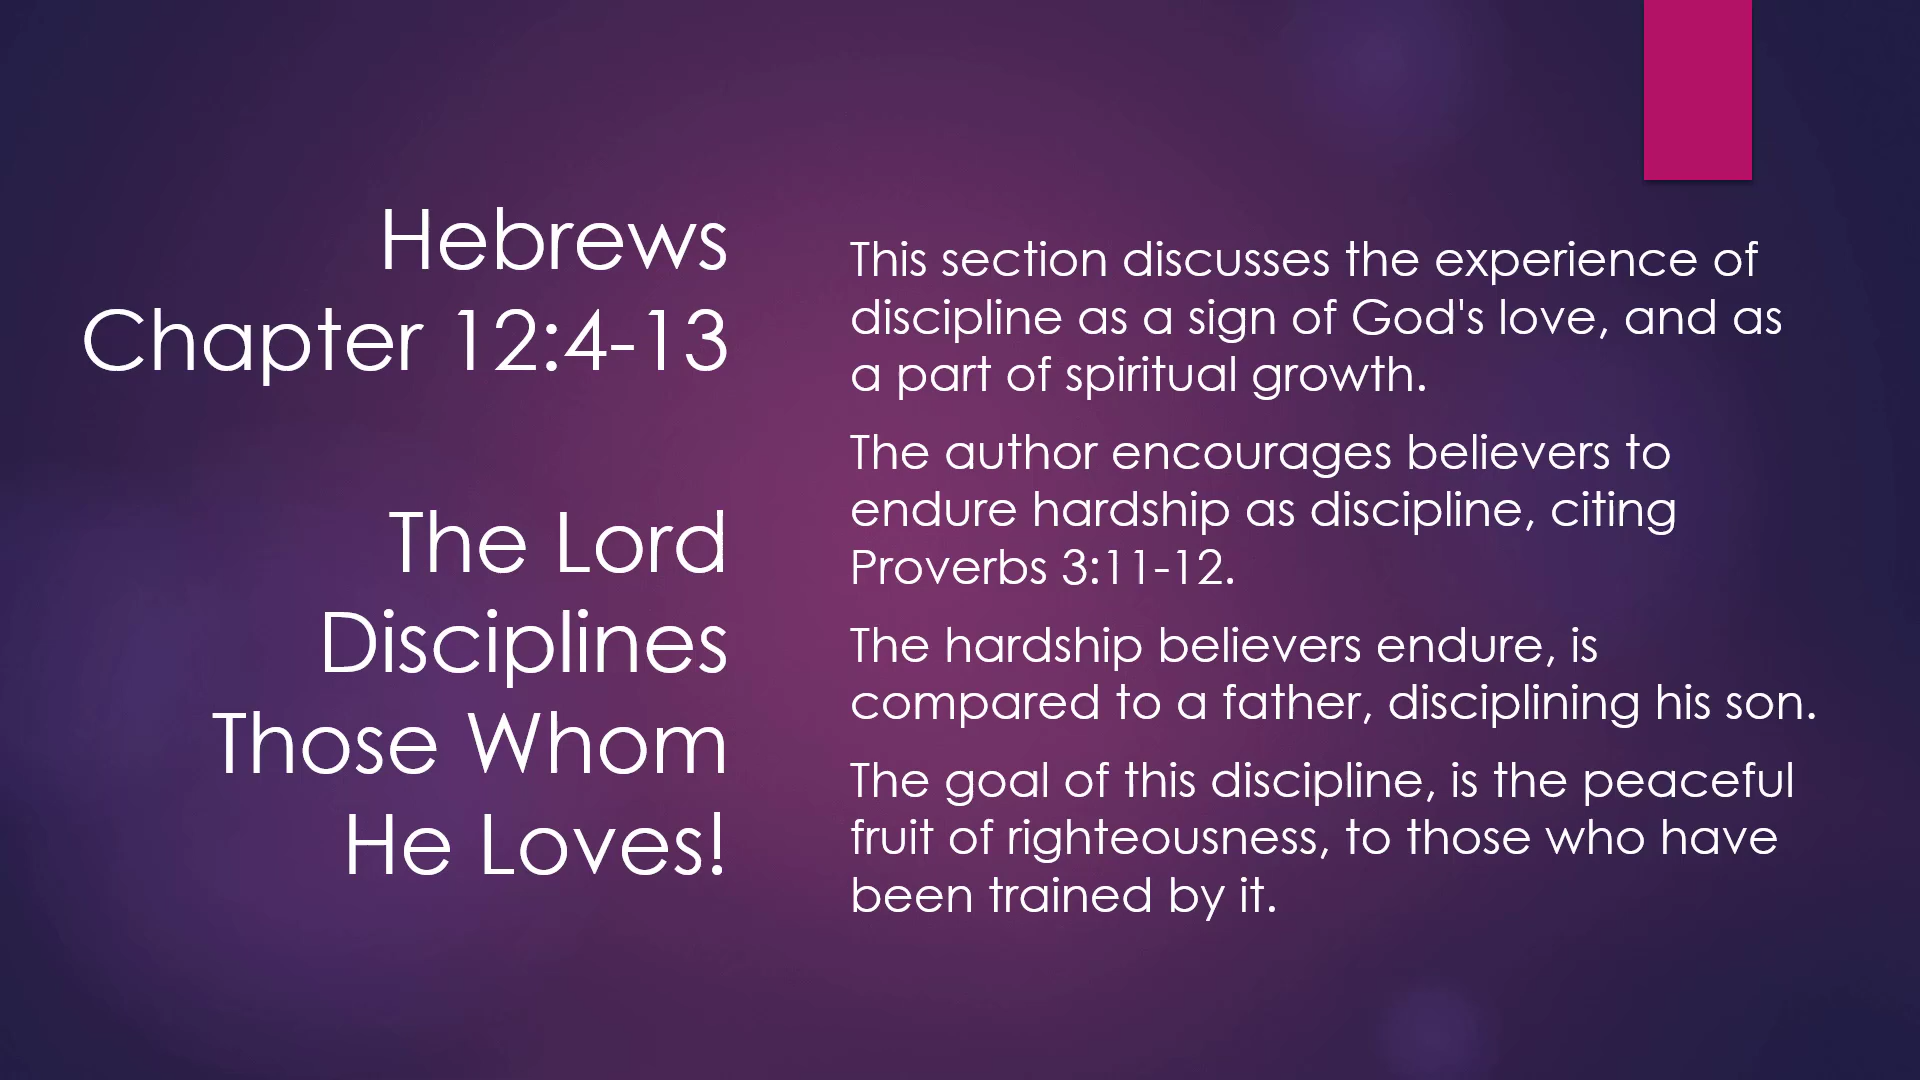 Hebrews
Chapter 12:4-13
The Lord
Disciplines
Those Whom
He Loves!
This section discusses the experience of
discipline as a sign of God's love, and as
a part of spiritual growth.
The author encourages believers to
endure hardship as discipline, citing
Proverbs 3:11-12.
The hardship believers endure, is
compared to a father, disciplining his son.
The goal of this discipline, is the peaceful
fruit of righteousness, to those who have
been trained by it.